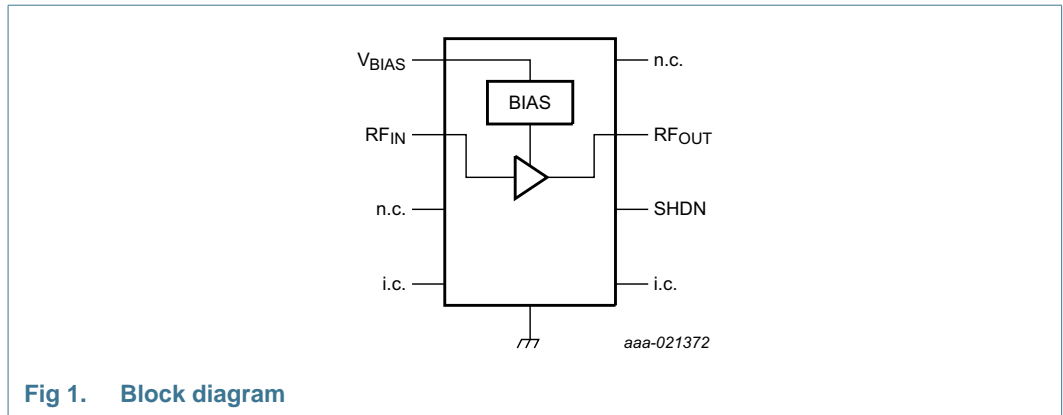 VBIAS
n.c.
BIAS
RFIN
RFOUT
n.c.
SHDN
i.c.
i.c.
aaa-021372
Fig 1. Block diagram